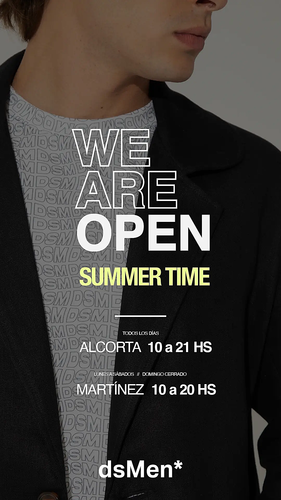 WE
ARE
OPEN
SUMMER TIME
TODOS LOS DÍAS
ALCORTA 10 a 21 HS
LUNES A SÁBADOS // DOMINGO CERRADO
MARTÍNEZ 10 a 20 HS
dsMen*